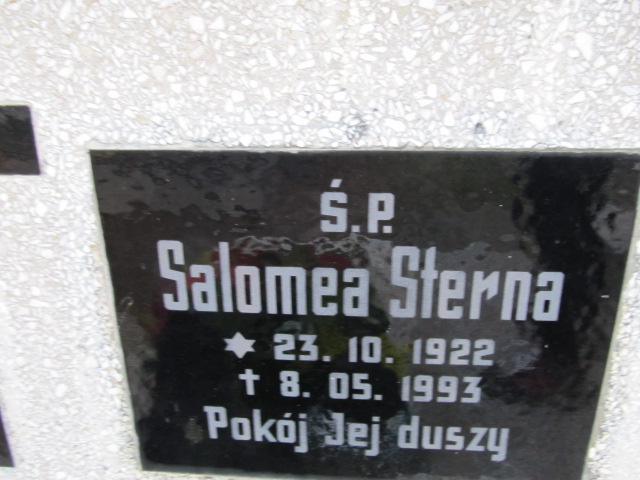 Ś.P.
Salomea Sterna
✶ 23. 10. 1922
† 8. 05. 1993
Pokój Jej duszy